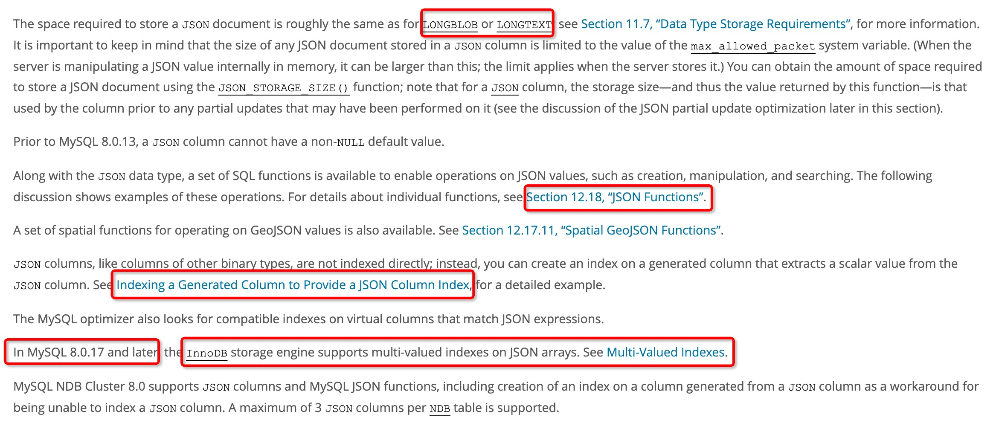 The space required to store a JSON document is roughly the same as for LONGBLOB or LONGTEXT see Section 11.7, “Data Type Storage Requirements”, for more information.
It is important to keep in mind that the size of any JSON document stored in a JSON column is limited to the value of the max_allowed_packet system variable. (When the
server is manipulating a JSON value internally in memory, it can be larger than this; the limit applies when the server stores it.) You can obtain the amount of space required
to store a JSON document using the JSON_STORAGE_SIZE() function; note that for a JSON column, the storage size—and thus the value returned by this function—is that
used by the column prior to any partial updates that may have been performed on it (see the discussion of the JSON partial update optimization later in this section).
Prior to MySQL 8.0.13, a JSON column cannot have a non-NULL default value.
Along with the JSON data type, a set of SQL functions is available to enable operations on JSON values, such as creation, manipulation, and searching. The following
discussion shows examples of these operations. For details about individual functions, see Section 12.18, “JSON Functions”.
A set of spatial functions for operating on GeoJSON values is also available. See Section 12.17.11, “Spatial GeoJSON Functions”.
JSON columns, like columns of other binary types, are not indexed directly; instead, you can create an index on a generated column that extracts a scalar value from the
JSON column. See Indexing a Generated Column to Provide a JSON Column Index, for a detailed example.
The MySQL optimizer also looks for compatible indexes on virtual columns that match JSON expressions.
In MySQL 8.0.17 and later, the InnoDB storage engine supports multi-valued indexes on JSON arrays. See Multi-Valued Indexes.
MySQL NDB Cluster 8.0 supports JSON columns and MySQL JSON functions, including creation of an index on a column generated from a JSON column as a workaround for
being unable to index a JSON column. A maximum of 3 JSON columns per NDB table is supported.